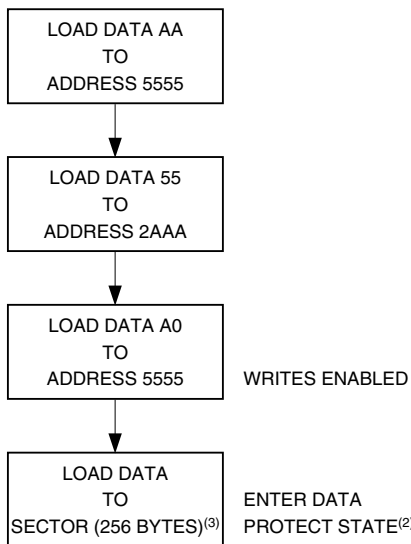 LOAD DATA AA
TO
ADDRESS 5555
LOAD DATA 55
TO
ADDRESS 2AAA
LOAD DATA A0
TO
ADDRESS 5555 WRITES ENABLED
LOAD DATA
TO ENTER DATA
SECTOR (256 BYTES)(3) PROTECT STATE(2)